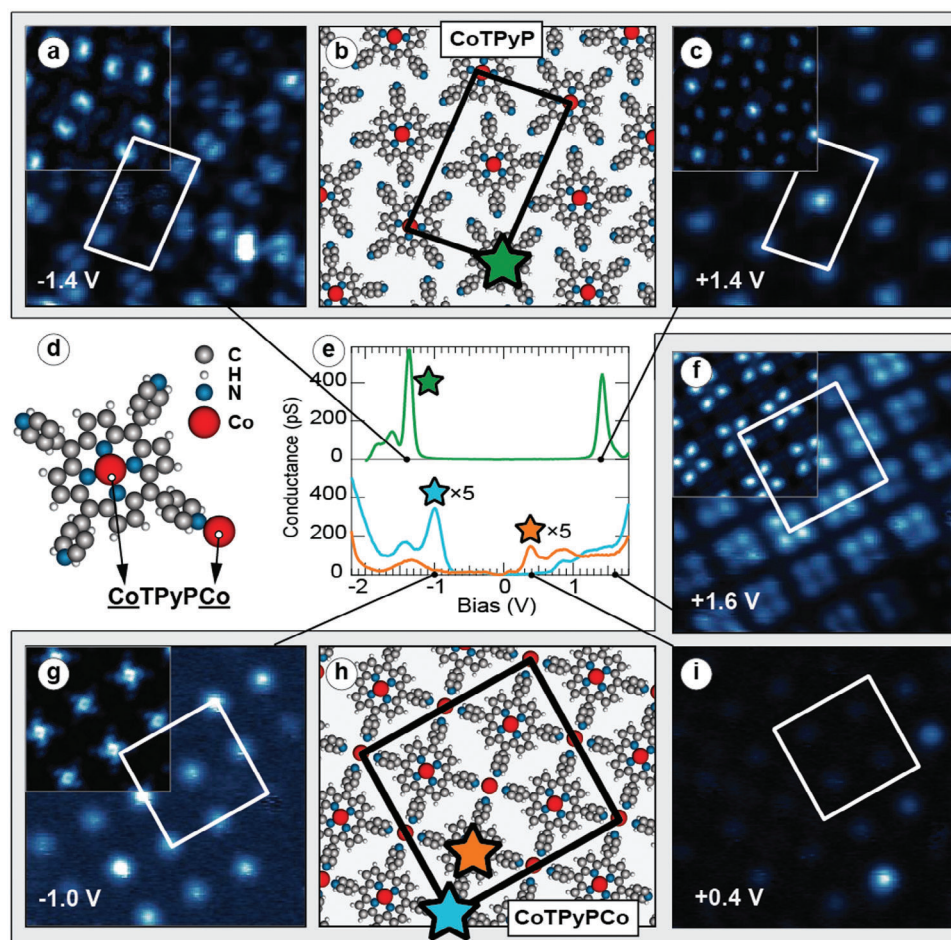 a
b
CoTPyP
c
-1.4 V
+1.4 V
d
C
H
N
Co
CoTPyPCo
e
Conductance (pS)
400
200
0
400
200
0
×5
×5
-2
-1
0
1
Bias (V)
f
+1.6 V
g
-1.0 V
h
CoTPyPCo
i
+0.4 V